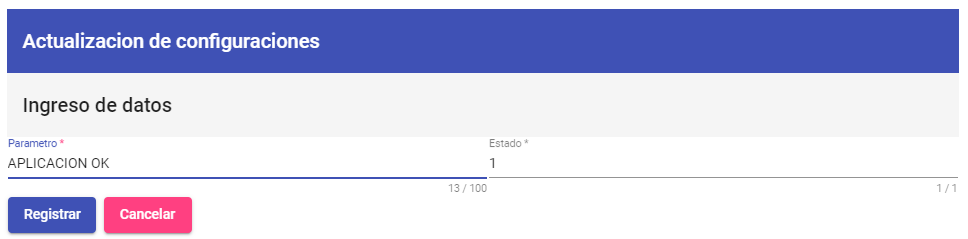 Actualizacion de configuraciones
Ingreso de datos
Parametro *
Estado *
APLICACION OK
1
13 / 100
1 / 1
Registrar
Cancelar